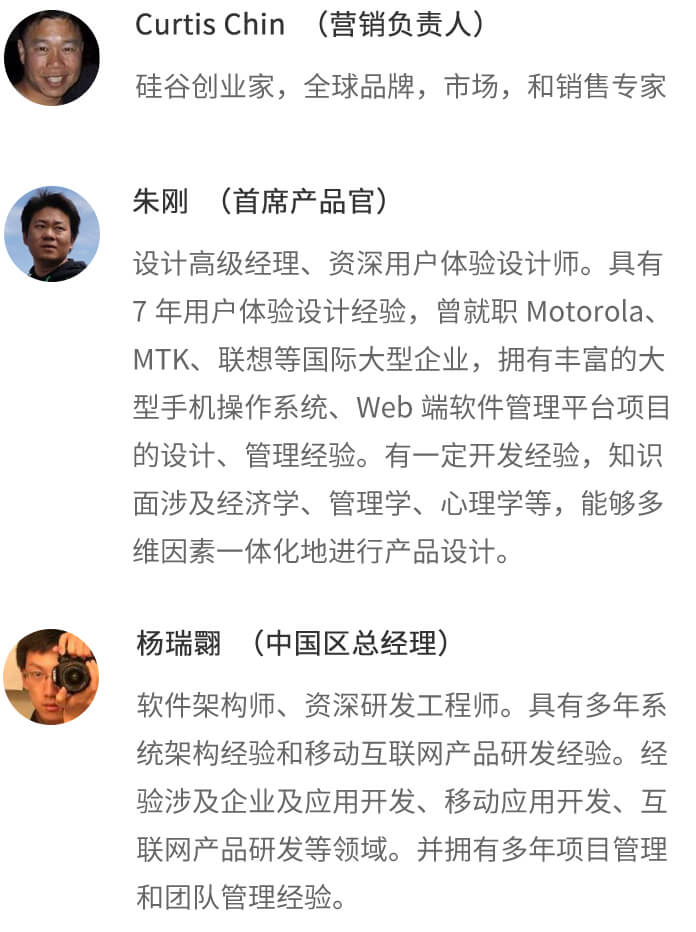 Curtis Chin （营销负责人）
硅谷创业家，全球品牌，市场，和销售专家
朱刚 （首席产品官）
设计高级经理、资深用户体验设计师。具有
7 年用户体验设计经验，曾就职 Motorola、
MTK、联想等国际大型企业，拥有丰富的大
型手机操作系统、Web 端软件管理平台项目
的设计、管理经验。有一定开发经验，知识
面涉及经济学、管理学、心理学等，能够多
维因素一体化地进行产品设计。
杨瑞翾 （中国区总经理）
软件架构师、资深研发工程师。具有多年系
统架构经验和移动互联网产品研发经验。经
验涉及企业及应用开发、移动应用开发、互
联网产品研发等领域。并拥有多年项目管理
和团队管理经验。